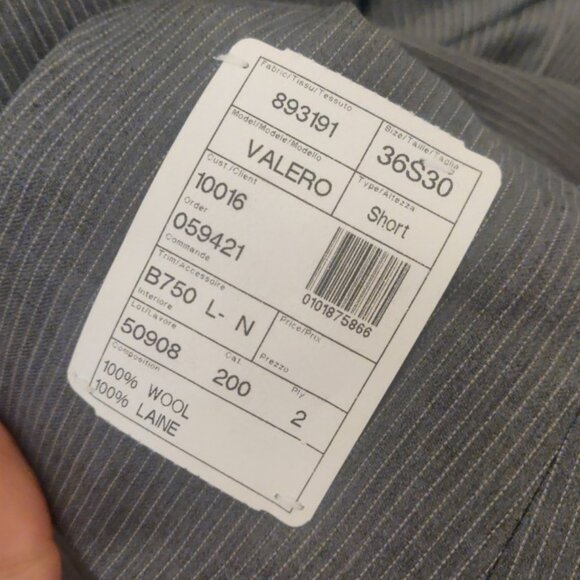 Fabric/Tissu/Tessuto
893191
Size/Taille/Taglia
36S30
Model/Modele/Modello
VALERO
Type/Altezza
Short
Cust./Client
10016
Order
059421
Commande
0101875866
Trim/Accessoire
B750 L- N
Interiore
Price/Prix
Prezzo
Lot/Lavore
50908
Cat.
200
Ply
2
Composition
100% WOOL
100% LAINE